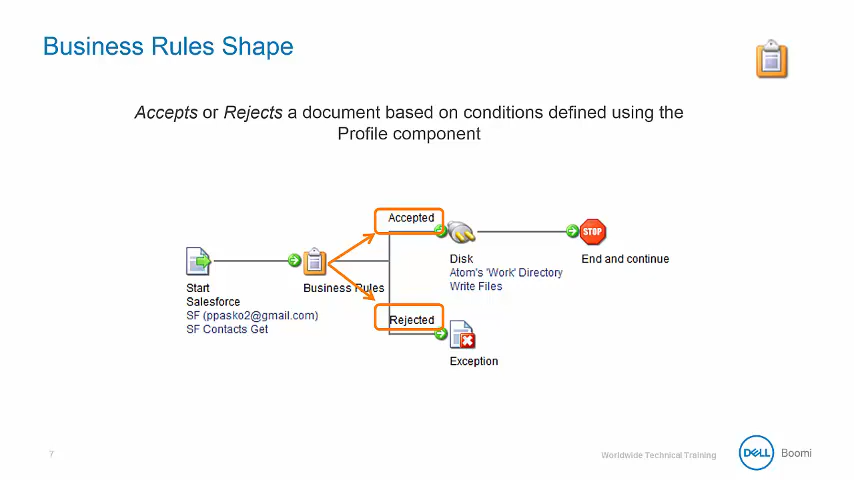 Business Rules Shape
Accepts or Rejects a document based on conditions defined using the
Profile component
Accepted
STOP
Disk
Atom's 'Work' Directory
Write Files
End and continue
Start
Salesforce
SF (ppasko2@gmail.com)
SF Contacts Get
Business Rules
Rejected
Exception
7
Worldwide Technical Training
DELL
Boomi